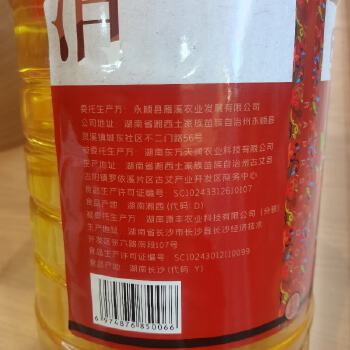 委托生产方：永顺县雁溪农业发展有限公司
公司地址：湖南省湘西土家族苗族自治州永顺县
灵溪镇城东社区不二门路56号
被委托生产方：湖南东方天润农业科技有限公司
生产地址：湖南省湘西土家族苗族自治州古丈县
古阳镇罗依溪片区古丈产业开发区商务中心
食品生产许可证编号 SC10243312610107
食品产地 湖南湘西（代码 D）
被委托生产方：湖南源丰农业科技有限公司（分装）
生产地址：湖南省长沙市长沙县长沙经济技术
开发区东六路南段107号
食品生产许可证编号 SC10243012110099
食品产地 湖南长沙（代码 Y）
6 974876 850066